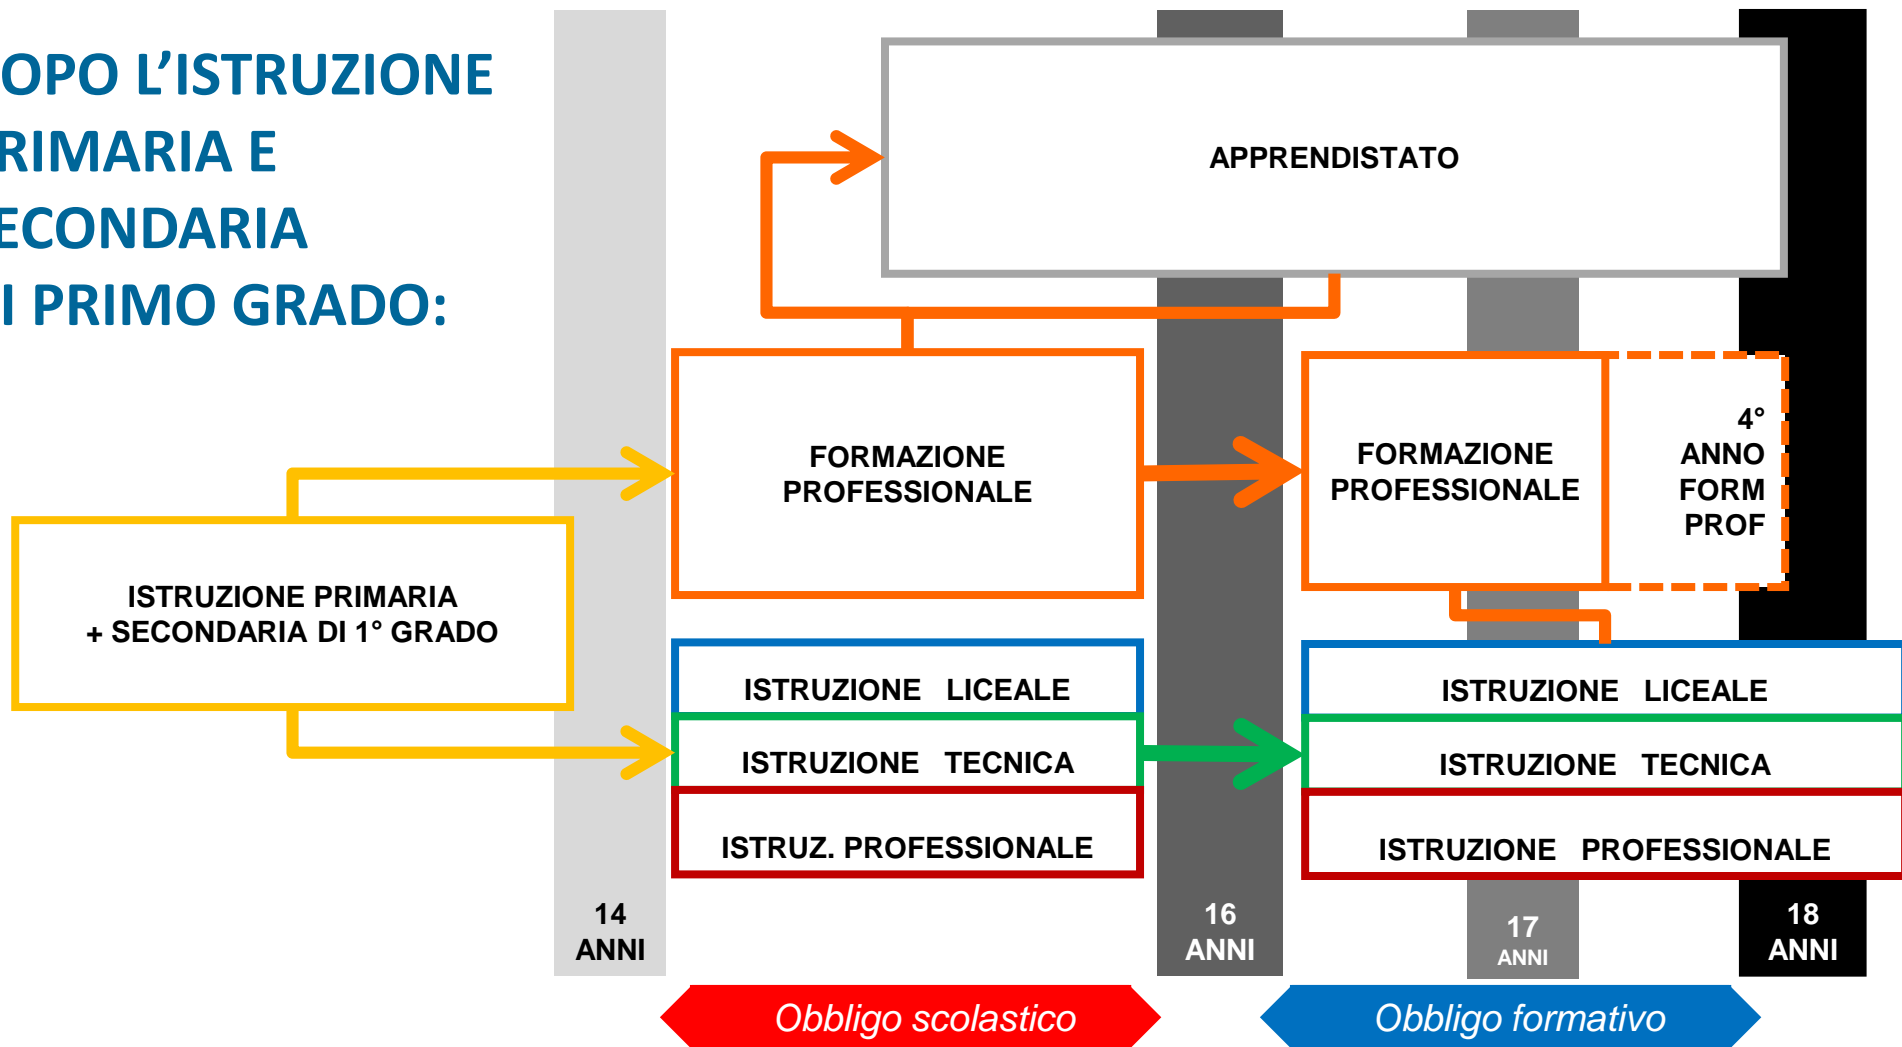 OPO L'ISTRUZIONE
RIMARIA E
ECONDARIA
I PRIMO GRADO:
APPRENDISTATO
FORMAZIONE
PROFESSIONALE
FORMAZIONE
PROFESSIONALE
4°
ANNO
FORM
PROF
ISTRUZIONE PRIMARIA
+ SECONDARIA DI 1° GRADO
ISTRUZIONE LICEALE
ISTRUZIONE LICEALE
ISTRUZIONE TECNICA
ISTRUZIONE TECNICA
ISTRUZ. PROFESSIONALE
ISTRUZIONE PROFESSIONALE
14
ANNI
16
ANNI
17
ANNI
18
ANNI
Obbligo scolastico
Obbligo formativo